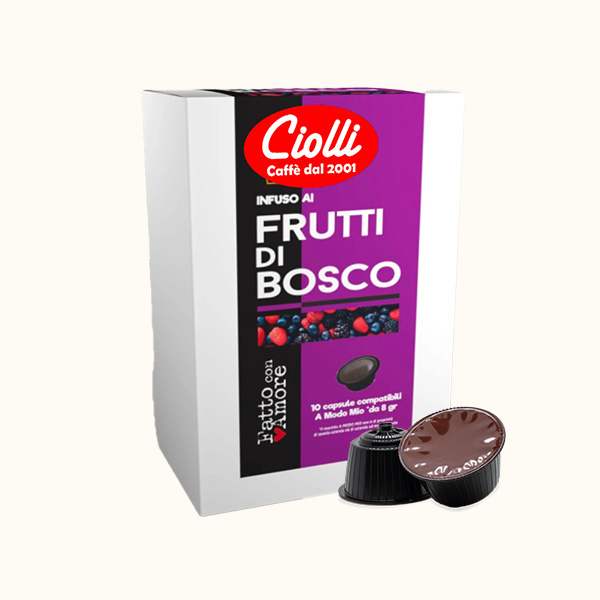 Ciolli
Caffè dal 2001
INFUSO AI
FRUTTI
DI
BOSCO
Fatto con
Amore
10 capsule compatibili
A Modo Mio *da 8 gr